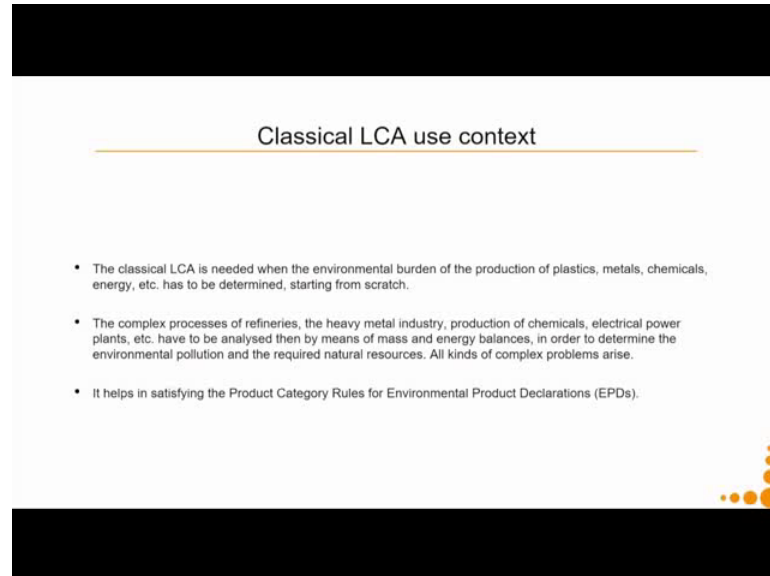 Classical LCA use context
• The classical LCA is needed when the environmental burden of the production of plastics, metals, chemicals,
energy, etc. has to be determined, starting from scratch.
• The complex processes of refineries, the heavy metal industry, production of chemicals, electrical power
plants, etc. have to be analysed then by means of mass and energy balances, in order to determine the
environmental pollution and the required natural resources. All kinds of complex problems arise.
• It helps in satisfying the Product Category Rules for Environmental Product Declarations (EPDs).